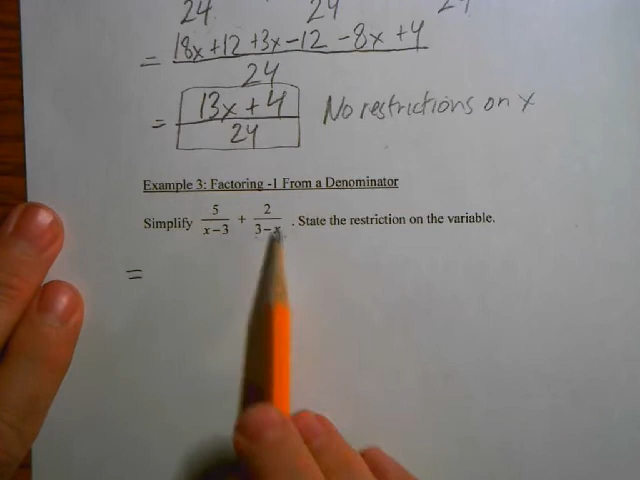 24 24 24
= 18x+12 +3x-12 -8x +4
24
= 13x + 4 No restrictions on x
24
Example 3: Factoring -1 From a Denominator
Simplify 5/(x-3) + 2/(3-x) . State the restriction on the variable.
=